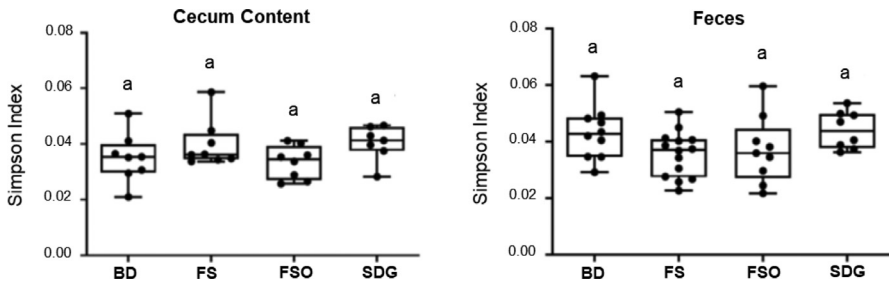 Cecum Content
Simpson Index
0.08
0.06
0.04
0.02
0.00
a
a
a
a
BD
FS
FSO
SDG
Feces
Simpson Index
0.08
0.06
0.04
0.02
0.00
a
a
a
a
BD
FS
FSO
SDG